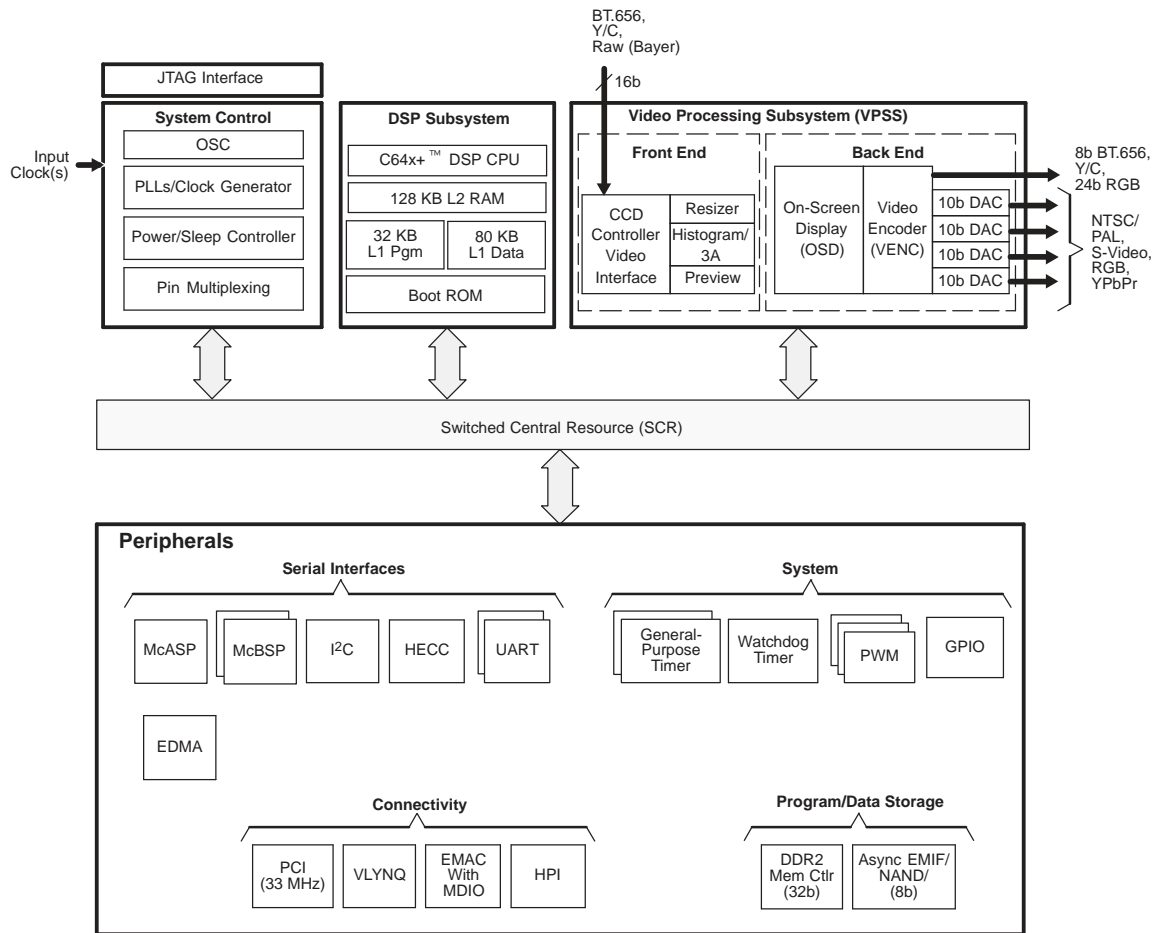 BT.656,
Y/C,
Raw (Bayer)
16b
JTAG Interface
System Control
OSC
PLLs/Clock Generator
Power/Sleep Controller
Pin Multiplexing
Input
Clock(s)
DSP Subsystem
C64x+™ DSP CPU
128 KB L2 RAM
32 KB
L1 Pgm
80 KB
L1 Data
Boot ROM
Video Processing Subsystem (VPSS)
Front End
CCD
Controller
Video
Interface
Resizer
Histogram/
3A
Preview
Back End
On-Screen
Display
(OSD)
Video
Encoder
(VENC)
10b DAC
10b DAC
10b DAC
10b DAC
8b BT.656,
Y/C,
24b RGB
NTSC/
PAL,
S-Video,
RGB,
YPbPr
Switched Central Resource (SCR)
Peripherals
Serial Interfaces
McASP
McBSP
I²C
HECC
UART
System
General-
Purpose
Timer
Watchdog
Timer
PWM
GPIO
EDMA
Connectivity
PCI
(33 MHz)
VLYNQ
EMAC
With
MDIO
HPI
Program/Data Storage
DDR2
Mem Ctlr
(32b)
Async EMIF/
NAND/
(8b)